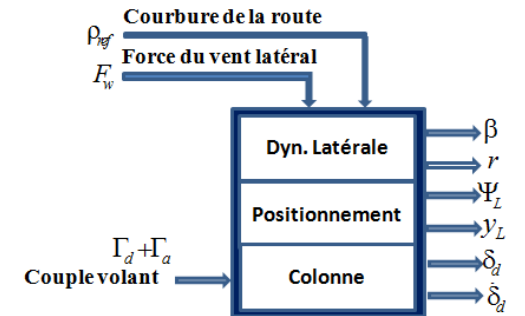 Courbure de la route
ρref
Force du vent latéral
Fw
Dyn. Latérale
Positionnement
Colonne
Γd+Γa
Couple volant
β
r
ΨL
yL
δd
δ̇d